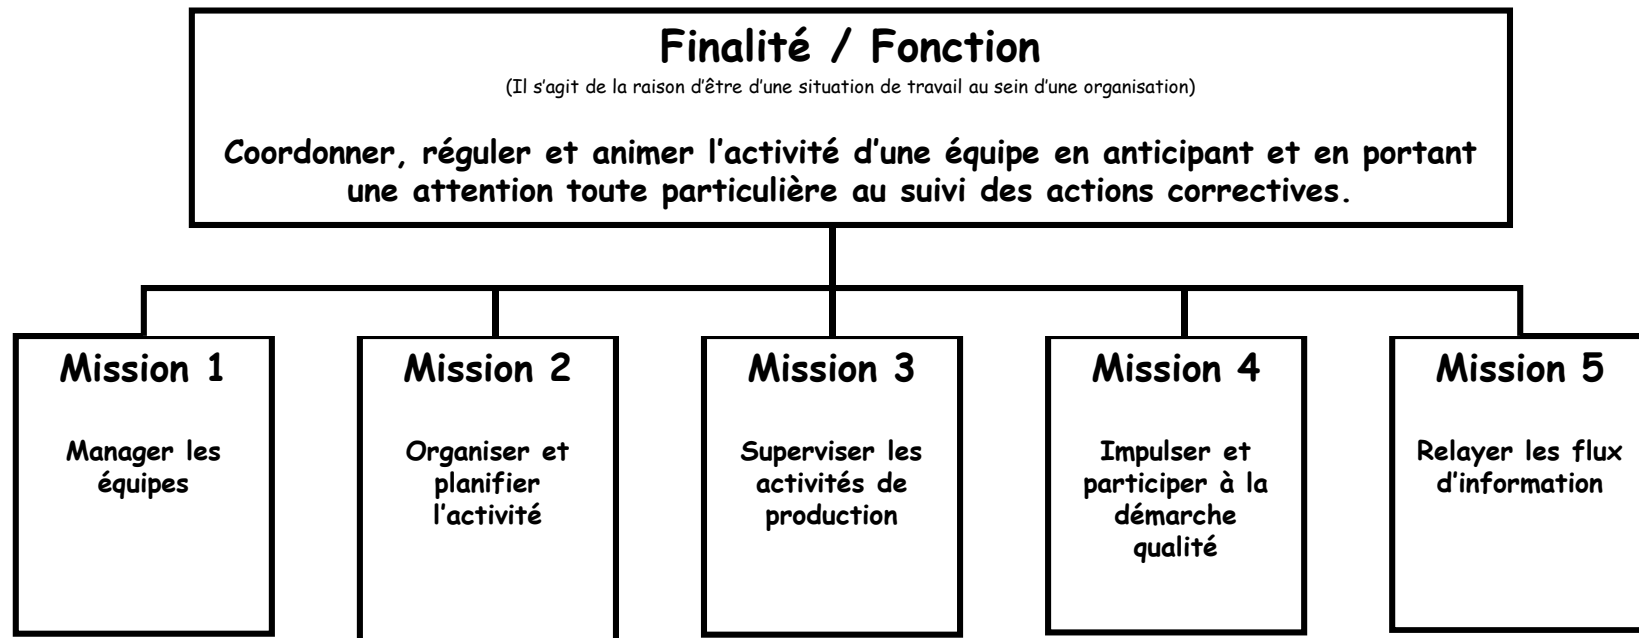 Finalité / Fonction
(Il s’agit de la raison d’être d’une situation de travail au sein d’une organisation)
Coordonner, réguler et animer l’activité d’une équipe en anticipant et en portant
une attention toute particulière au suivi des actions correctives.
Mission 1
Manager les
équipes
Mission 2
Organiser et
planifier
l’activité
Mission 3
Superviser les
activités de
production
Mission 4
Impulser et
participer à la
démarche
qualité
Mission 5
Relayer les flux
d’information